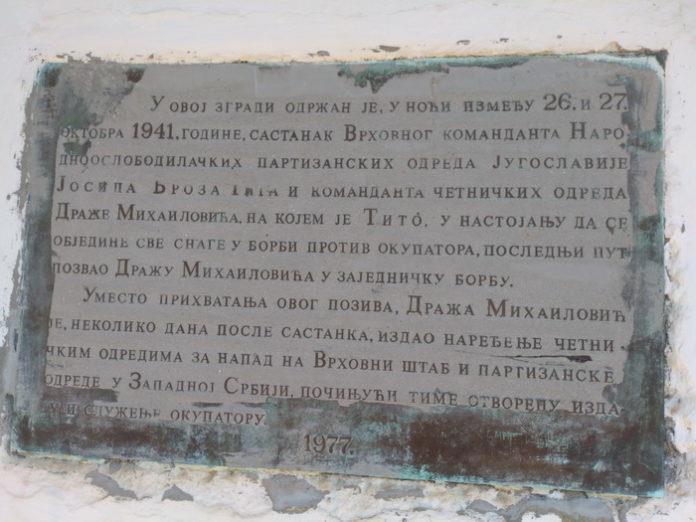 У овој згради одржан је, у ноћи између 26. и 27.
октобра 1941. године, састанак Врховног команданта Наро-
дноослободилачких партизанских одреда Југославије
Јосипа Броза Тита и команданта четничких одреда
Драже Михаиловића, на којем је Тито, у настојању да се
обједине све снаге у борби против окупатора, последњи пут
позвао Дражу Михаиловића у заједничку борбу.
Уместо прихватања овог позива, Дража Михаиловић
је, неколико дана после састанка, издао наређење четни-
чким одредима за напад на Врховни штаб и партизанске
одреде у Западној Србији, почињући тиме отворену изда-
ју и служење окупатору.
1977.